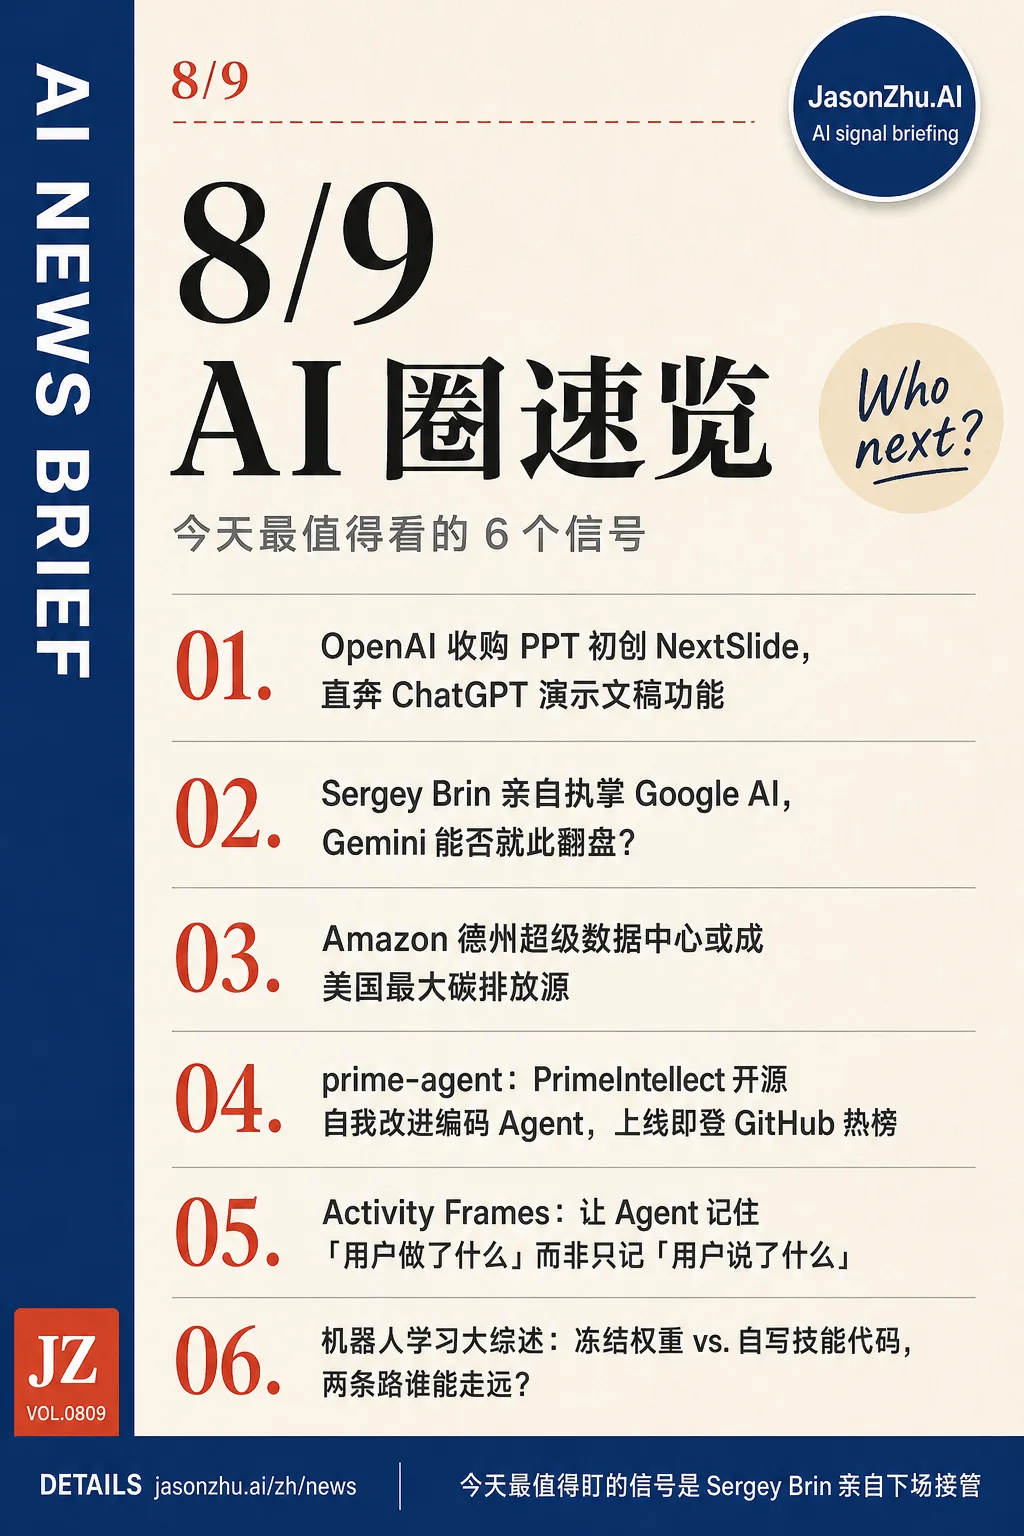 AI NEWS BRIEF
8/9
JasonZhu.AI
AI signal briefing
8/9
AI 圈速览
Who
next?
今天最值得看的 6 个信号
01.
OpenAI 收购 PPT 初创 NextSlide，
直奔 ChatGPT 演示文稿功能
02.
Sergey Brin 亲自执掌 Google AI，
Gemini 能否就此翻盘？
03.
Amazon 德州超级数据中心或成
美国最大碳排放源
04.
prime-agent：PrimeIntellect 开源
自我改进编码 Agent，上线即登 GitHub 热榜
05.
Activity Frames：让 Agent 记住
「用户做了什么」而非只记「用户说了什么」
06.
机器人学习大综述：冻结权重 vs. 自写技能代码，
两条路谁能走远？
JZ
VOL.0809
DETAILS jasonzhu.ai/zh/news
今天最值得盯的信号是 Sergey Brin 亲自下场接管